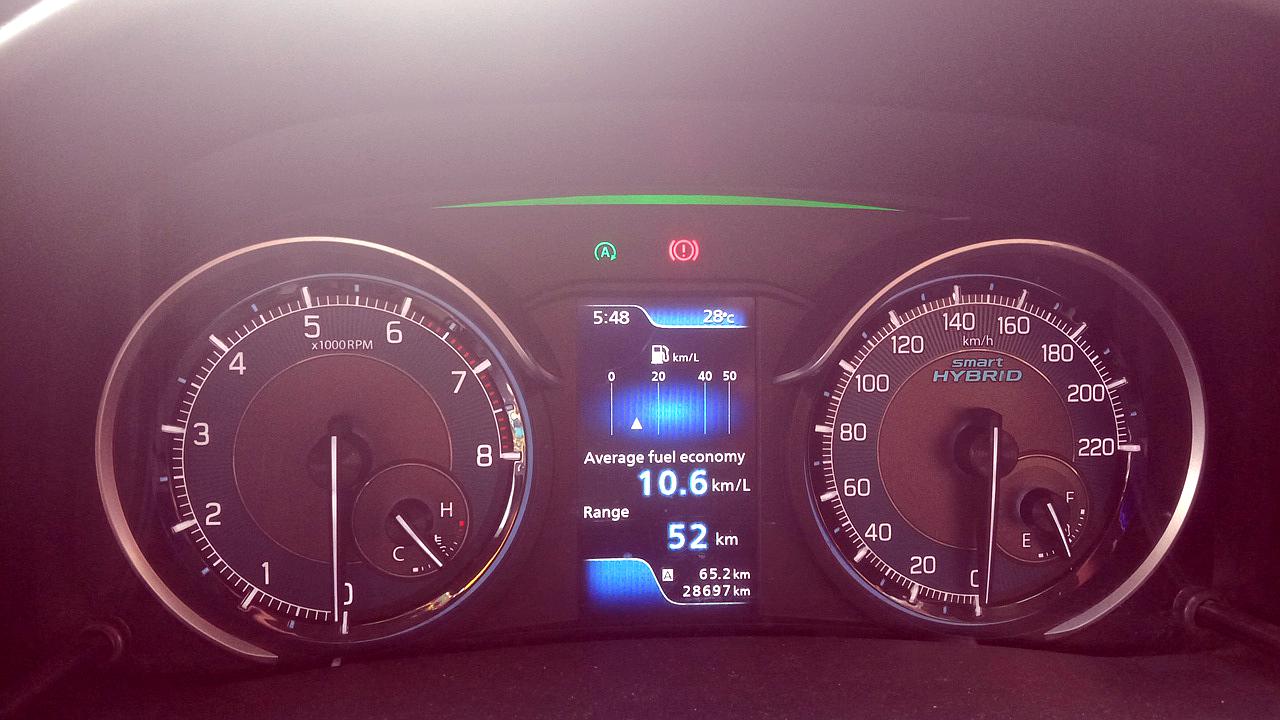 5:48 28°C
km/L
0 20 40 50
Average fuel economy
10.6 km/L
Range
52 km
A 65.2 km
28697 km
A
0 1 2 3 4 5 6 7 8
x1000RPM
C H
0 20 40 60 80 100 120 140 160 180 200 220
km/h
smart
HYBRID
E F